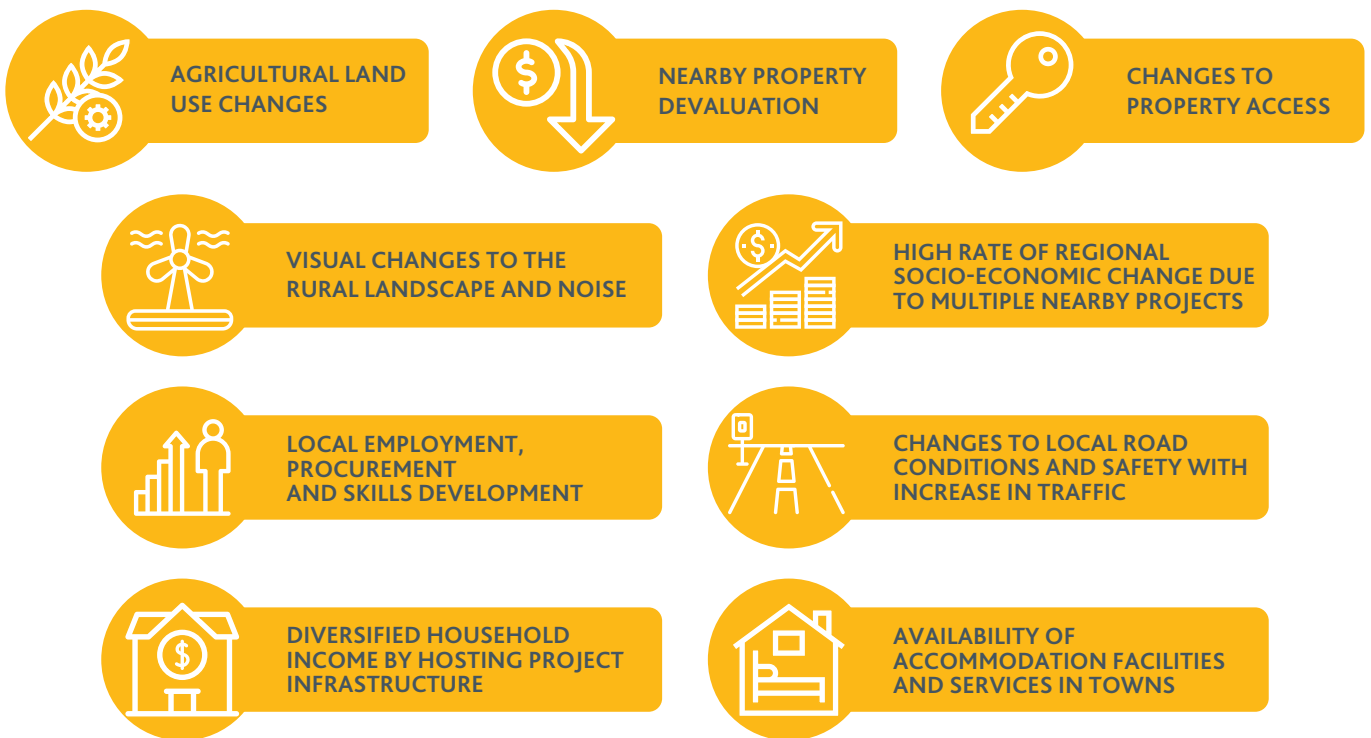 AGRICULTURAL LAND
USE CHANGES
NEARBY PROPERTY
DEVALUATION
CHANGES TO
PROPERTY ACCESS
VISUAL CHANGES TO THE
RURAL LANDSCAPE AND NOISE
HIGH RATE OF REGIONAL
SOCIO-ECONOMIC CHANGE DUE
TO MULTIPLE NEARBY PROJECTS
LOCAL EMPLOYMENT,
PROCUREMENT
AND SKILLS DEVELOPMENT
CHANGES TO LOCAL ROAD
CONDITIONS AND SAFETY WITH
INCREASE IN TRAFFIC
DIVERSIFIED HOUSEHOLD
INCOME BY HOSTING PROJECT
INFRASTRUCTURE
AVAILABILITY OF
ACCOMMODATION FACILITIES
AND SERVICES IN TOWNS